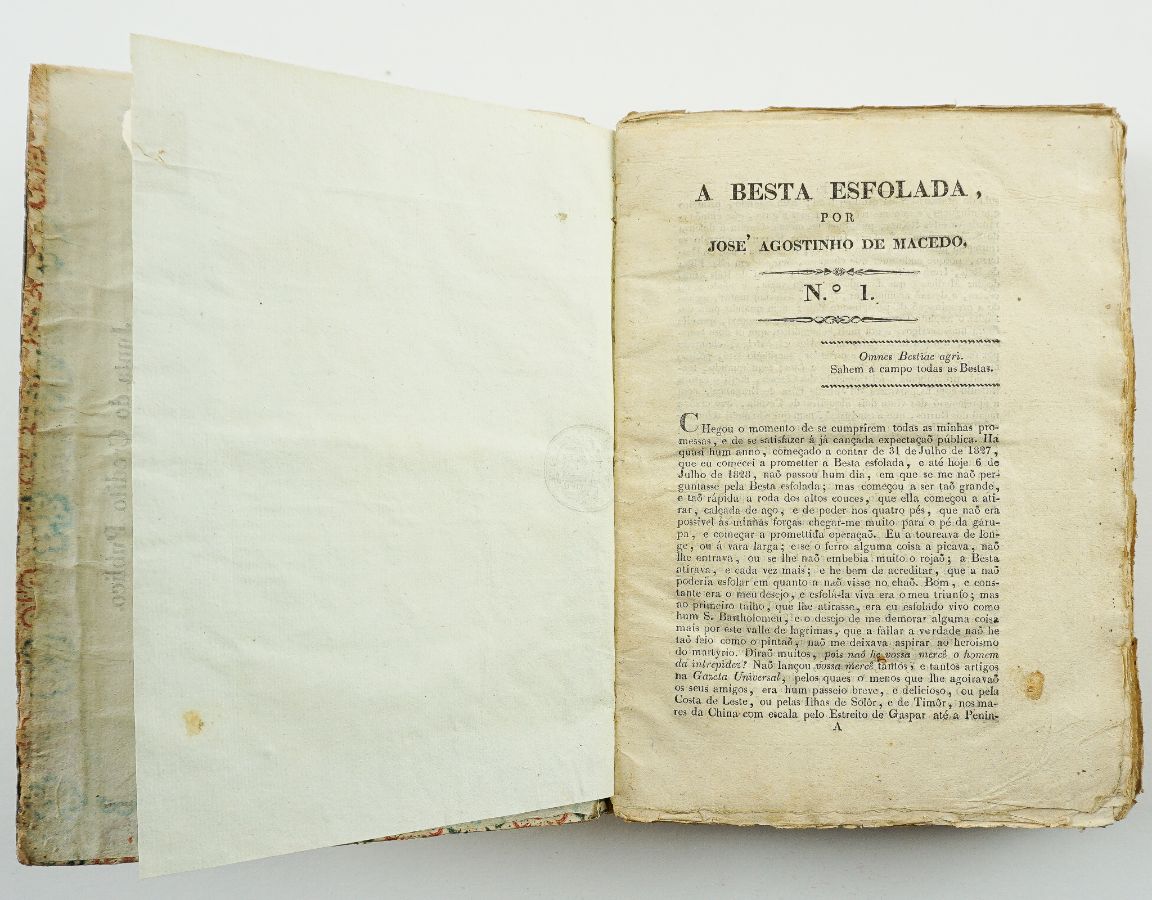 A BESTA ESFOLADA,
POR
JOSE' AGOSTINHO DE MACEDO.
N.º 1.
Omnes Bestiae agri.
Sahem a campo todas as Bestas.
CHegou o momento de se cumprirem todas as minhas pro-
messas, e de se satisfazer á já cançada expectaçaõ pública. Ha
quasi hum anno, começado a contar de 31 de Julho de 1827,
que eu comecei a prometter a Besta esfolada, e até hoje 6 de
Julho de 1828, naõ passou hum dia, em que se me naõ per-
guntasse pela Besta esfolada; mas começou a ser taõ grande,
e taõ rápida a roda dos altos couces, que ella começou a ati-
rar, calçada de aço, e de poder nos quatro pés, que naõ era
possivel ás minhas forças chegar-me muito para o pé da garu-
pa, e começar a promettida operaçaõ. Eu a toureava de lon-
ge, ou á vara larga; e se o ferro alguma coisa a picava, naõ
lhe entrava, ou se lhe naõ embebia muito o rojaõ; a Besta
atirava, e cada vez mais; e he bem de acreditar, que a naõ
poderia esfolar em quanto a naõ visse no chaõ. Bom, e cons-
tante era o meu desejo, e esfolá-la viva era o meu triunfo; mas
ao primeiro talho, que lhe atirasse, era eu esfolado vivo como
hum S. Bartholomeu, e o desejo de me demorar alguma coisa
mais por este valle de lagrimas, que a fallar a verdade naõ he
taõ feio como o pintaõ, naõ me deixava aspirar ao heroismo
do martyrio. Diraõ muitos, pois naõ he vossa mercê o homem
da intrepidez? Naõ lançou vossa mercê tantos, e tantos artigos
na Gazeta Universal, pelos quaes o menos que lhe agoiravaõ
os seus amigos, era hum passeio breve, e delicioso, ou pela
Costa de Leste, ou pelas Ilhas de Solôr, e de Timôr, nos ma-
res da China com escala pelo Estreito de Gaspar até a Penin-
A